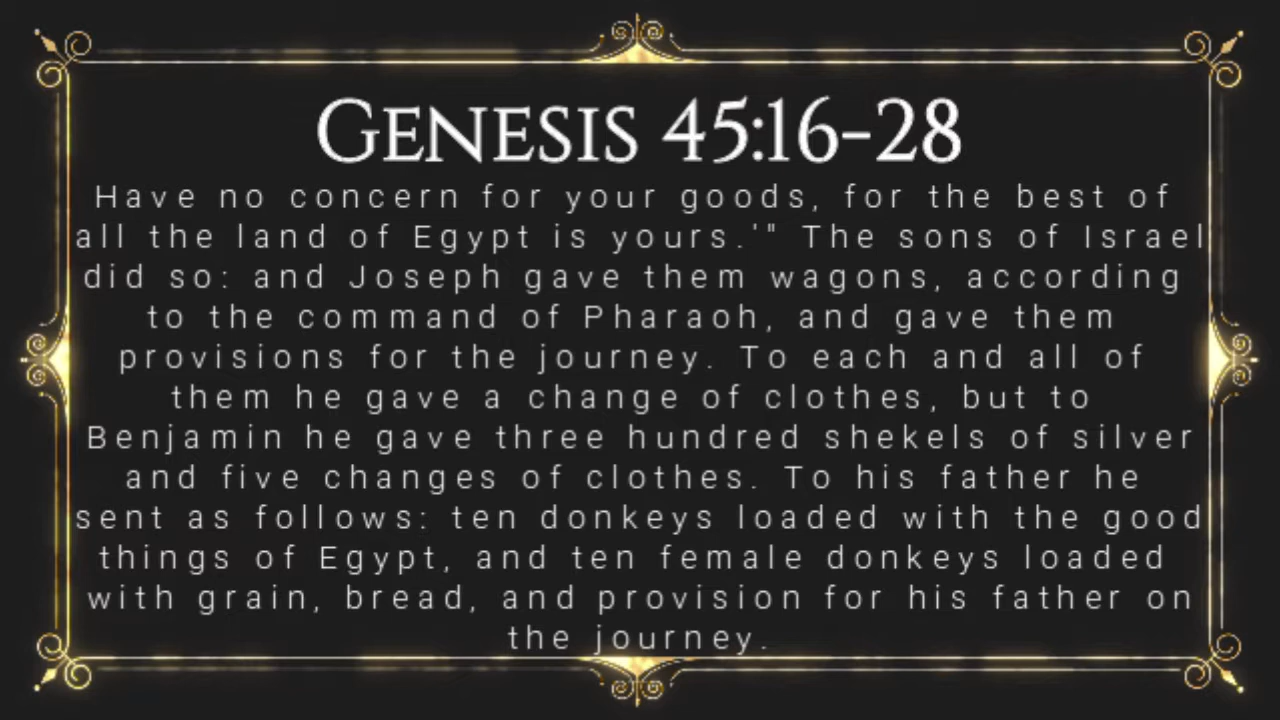 Genesis 45:16-28
Have no concern for your goods, for the best of
all the land of Egypt is yours.'" The sons of Israel
did so: and Joseph gave them wagons, according
to the command of Pharaoh, and gave them
provisions for the journey. To each and all of
them he gave a change of clothes, but to
Benjamin he gave three hundred shekels of silver
and five changes of clothes. To his father he
sent as follows: ten donkeys loaded with the good
things of Egypt, and ten female donkeys loaded
with grain, bread, and provision for his father on
the journey.